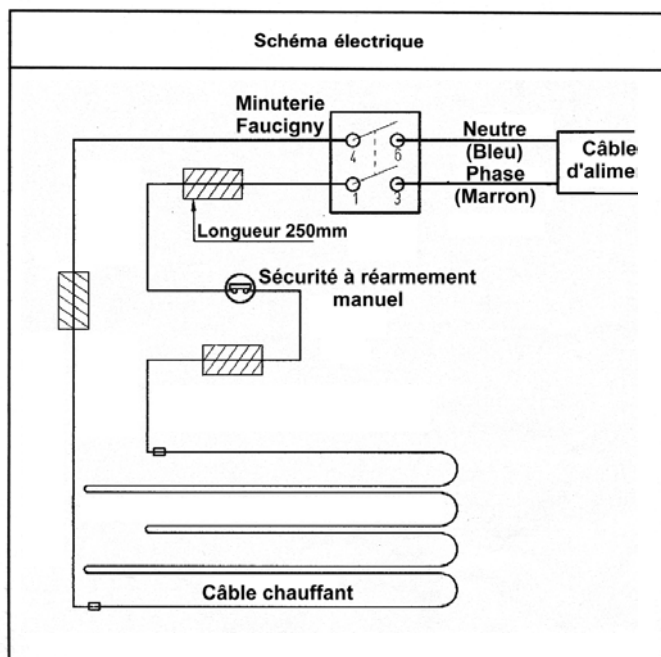 Schéma électrique
Minuterie
Faucigny
4
6
Neutre
(Bleu)
Câble
d'alime
1
3
Phase
(Marron)
Longueur 250mm
Sécurité à réarmement
manuel
Câble chauffant